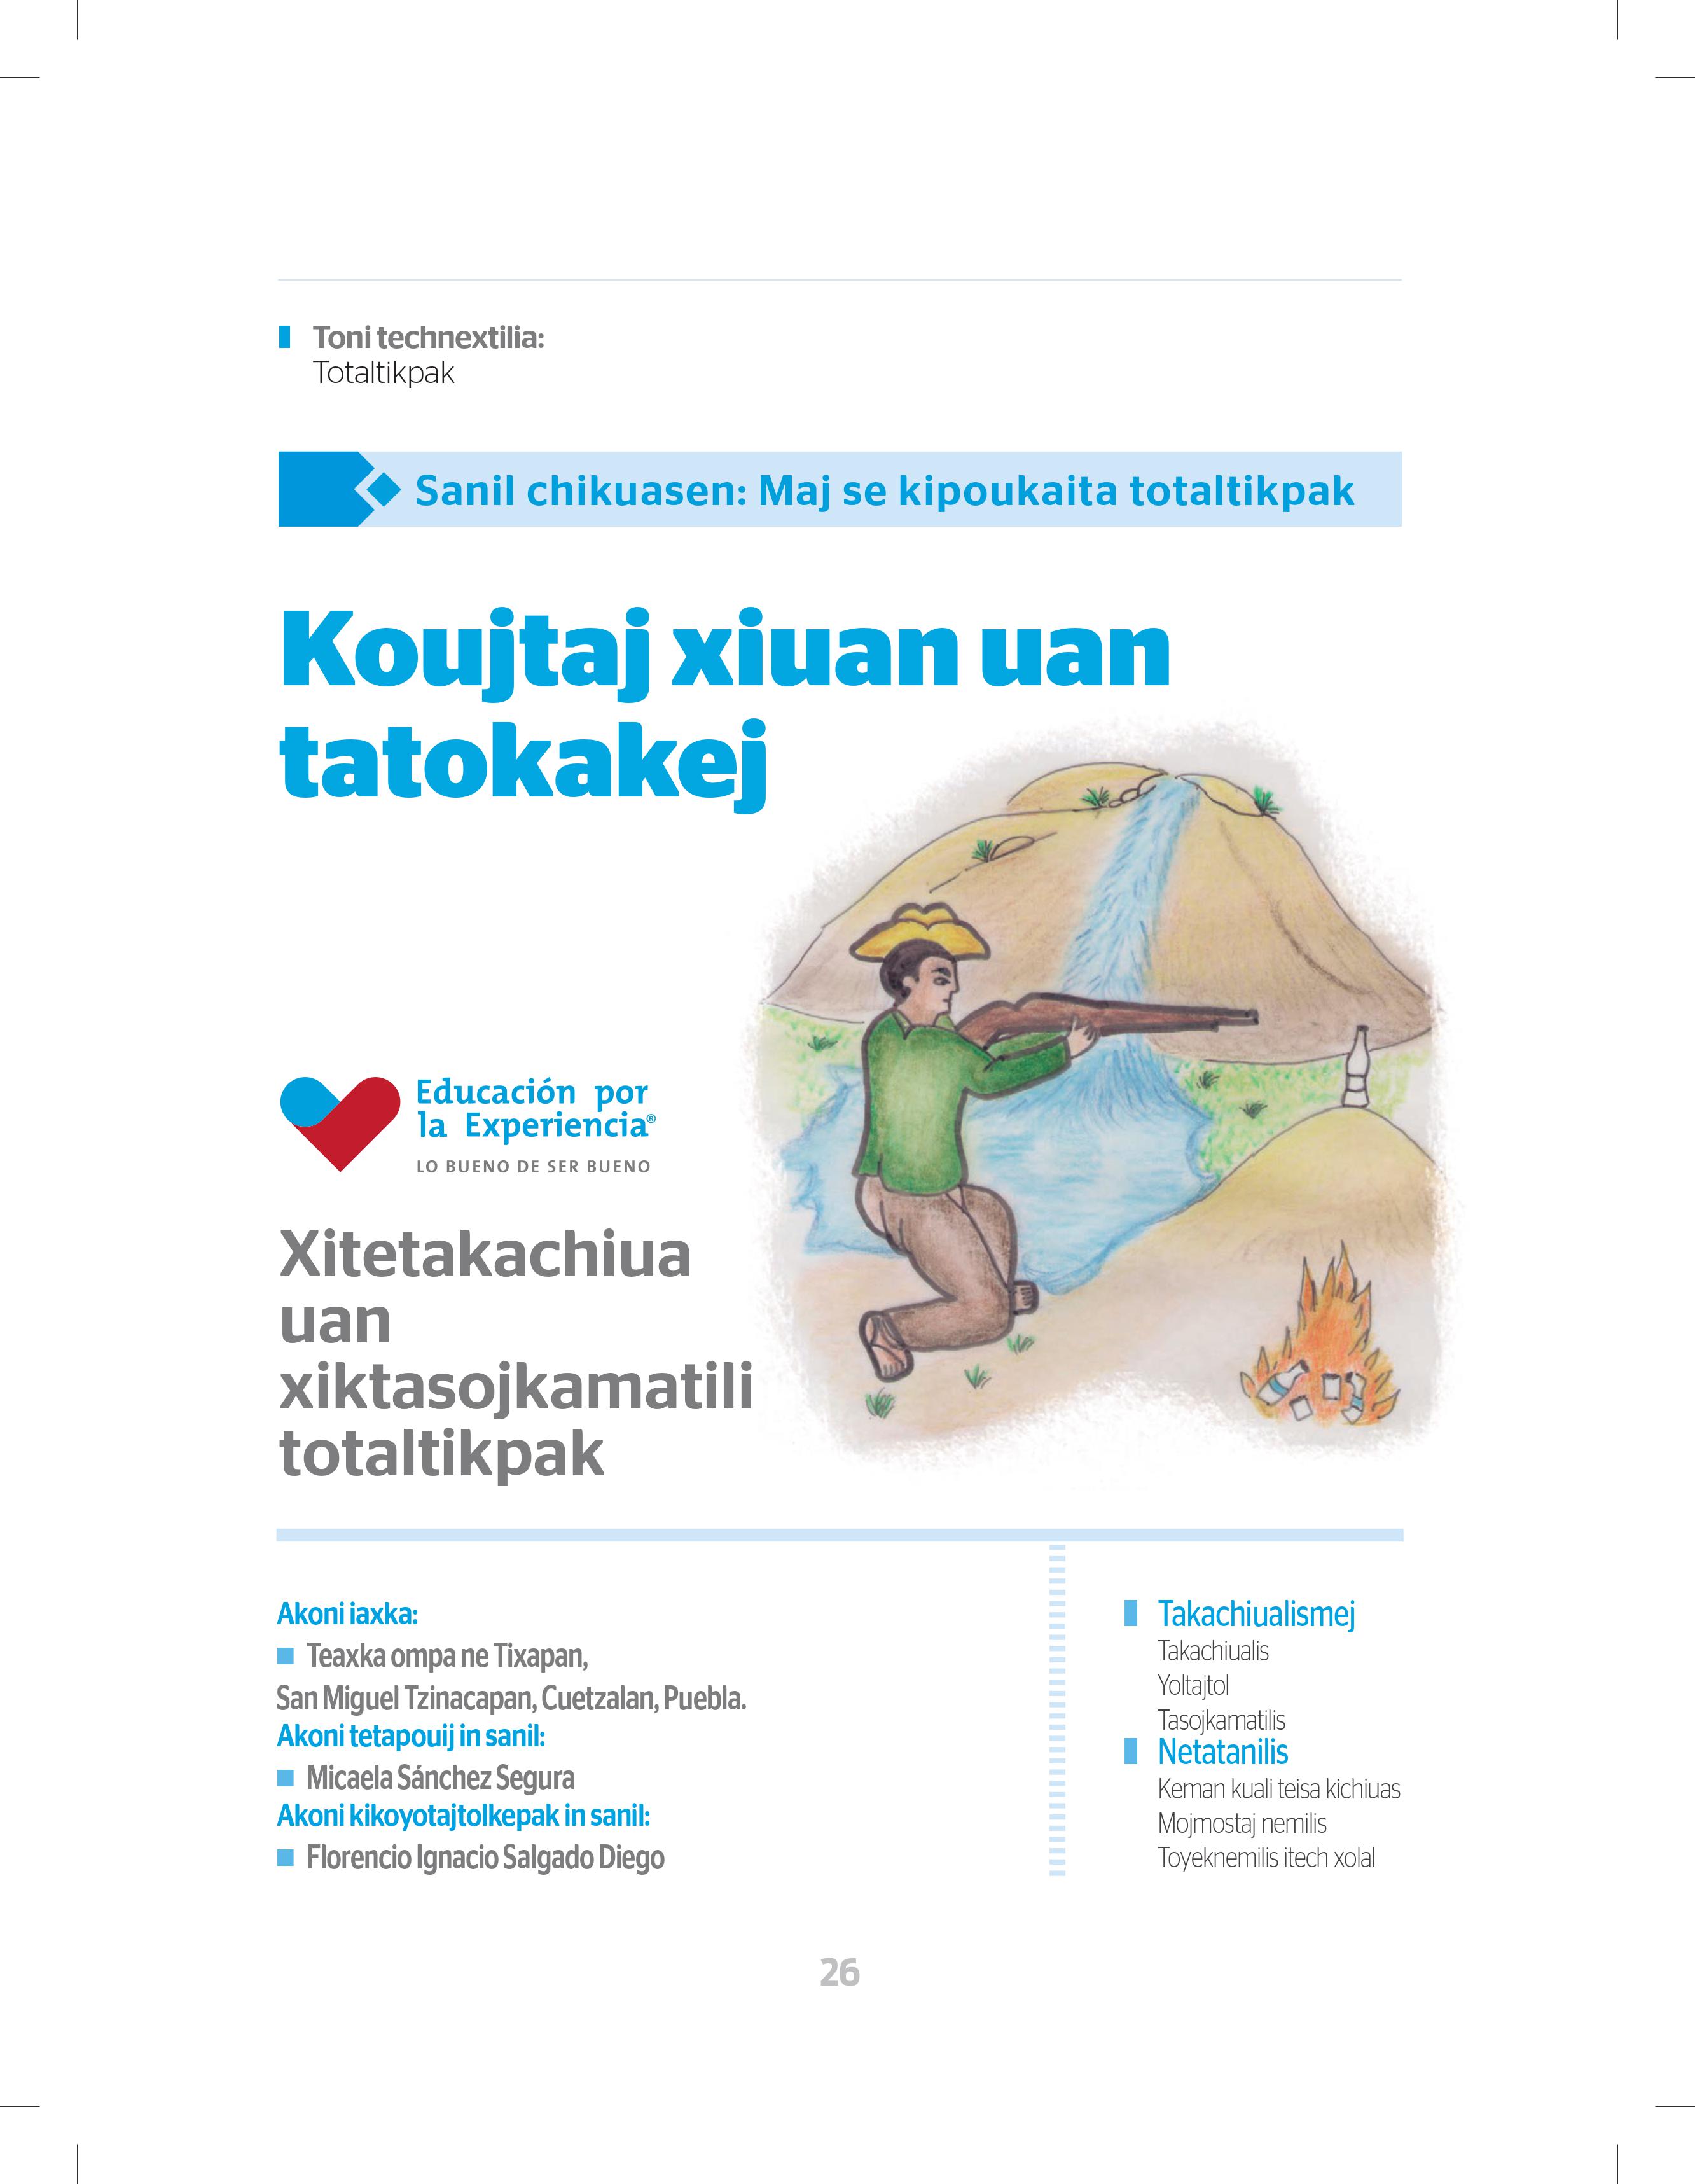 Toni technextilia:
Totaltikpak
Sanil chikuasen: Maj se kipoukaita totaltikpak
Koujtaj xiuan uan
tatokakej
Educación por
la Experiencia®
LO BUENO DE SER BUENO
Xitetakachiua
uan
xiktasojkamatili
totaltikpak
Akoni iaxka:
Teaxka ompa ne Tixapan,
San Miguel Tzinacapan, Cuetzalan, Puebla.
Akoni tetapouij in sanil:
Micaela Sánchez Segura
Akoni kikoyotajtolkepak in sanil:
Florencio Ignacio Salgado Diego
Takachiualismej
Takachiualis
Yoltajtol
Tasojkamatilis
Netatanilis
Keman kuali teisa kichiuas
Mojmostaj nemilis
Toyeknemilis itech xolal
26